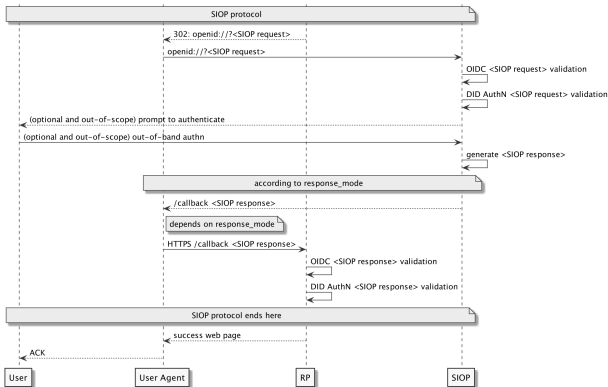 SIOP protocol
302: openid://?<SIOP request>
openid://?<SIOP request>
OIDC <SIOP request> validation
DID AuthN <SIOP request> validation
(optional and out-of-scope) prompt to authenticate
(optional and out-of-scope) out-of-band authn
generate <SIOP response>
according to response_mode
/callback <SIOP response>
depends on response_mode
HTTPS /callback <SIOP response>
OIDC <SIOP response> validation
DID AuthN <SIOP response> validation
SIOP protocol ends here
success web page
ACK
User
User Agent
RP
SIOP